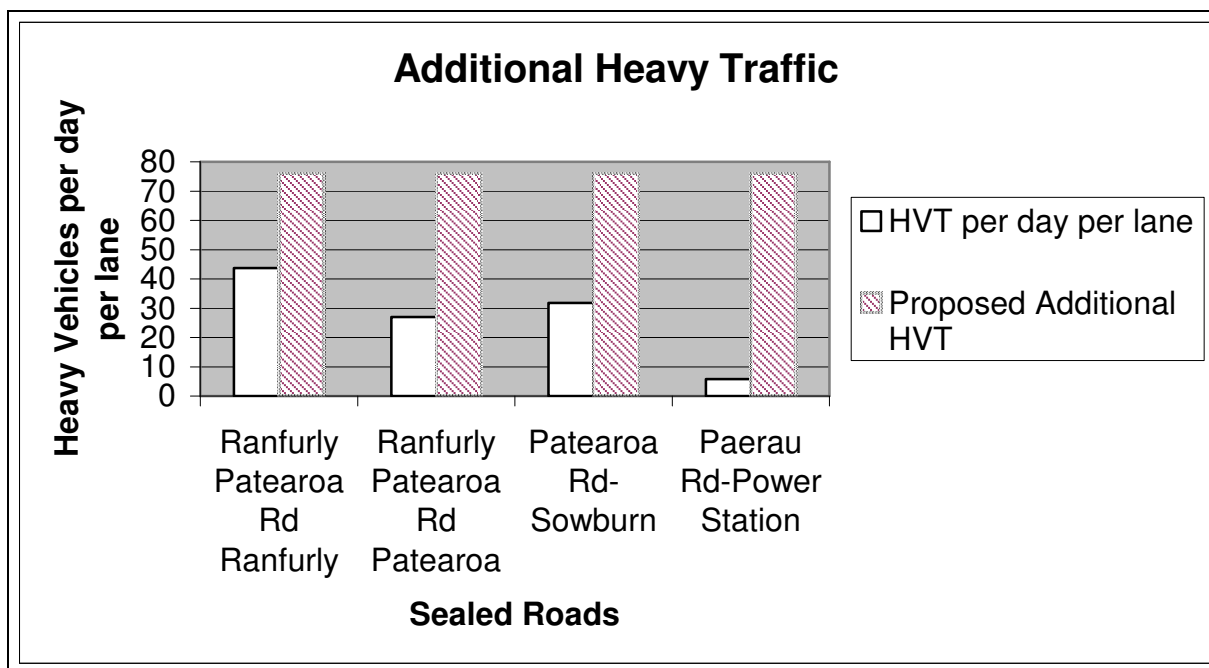 Additional Heavy Traffic
Heavy Vehicles per day
per lane
80
70
60
50
40
30
20
10
0
Ranfurly
Patearoa
Rd
Ranfurly
Ranfurly
Patearoa
Rd
Patearoa
Patearoa
Rd-
Sowburn
Paerau
Rd-Power
Station
Sealed Roads
HVT per day per lane
Proposed Additional
HVT